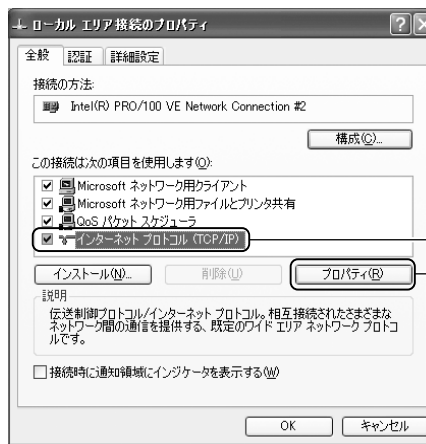 ローカル エリア接続のプロパティ
全般 認証 詳細設定
接続の方法:
Intel(R) PRO/100 VE Network Connection #2
構成(C)...
この接続は次の項目を使用します(O):
Microsoft ネットワーク用クライアント
Microsoft ネットワーク用ファイルとプリンタ共有
QoS パケット スケジューラ
インターネット プロトコル (TCP/IP)
インストール(N)... 削除(U) プロパティ(R)
説明
伝送制御プロトコル/インターネット プロトコル。相互接続されたさまざまな
ネットワーク間の通信を提供する、既定のワイド エリア ネットワーク プロトコ
ルです。
接続時に通知領域にインジケータを表示する(W)
OK キャンセル